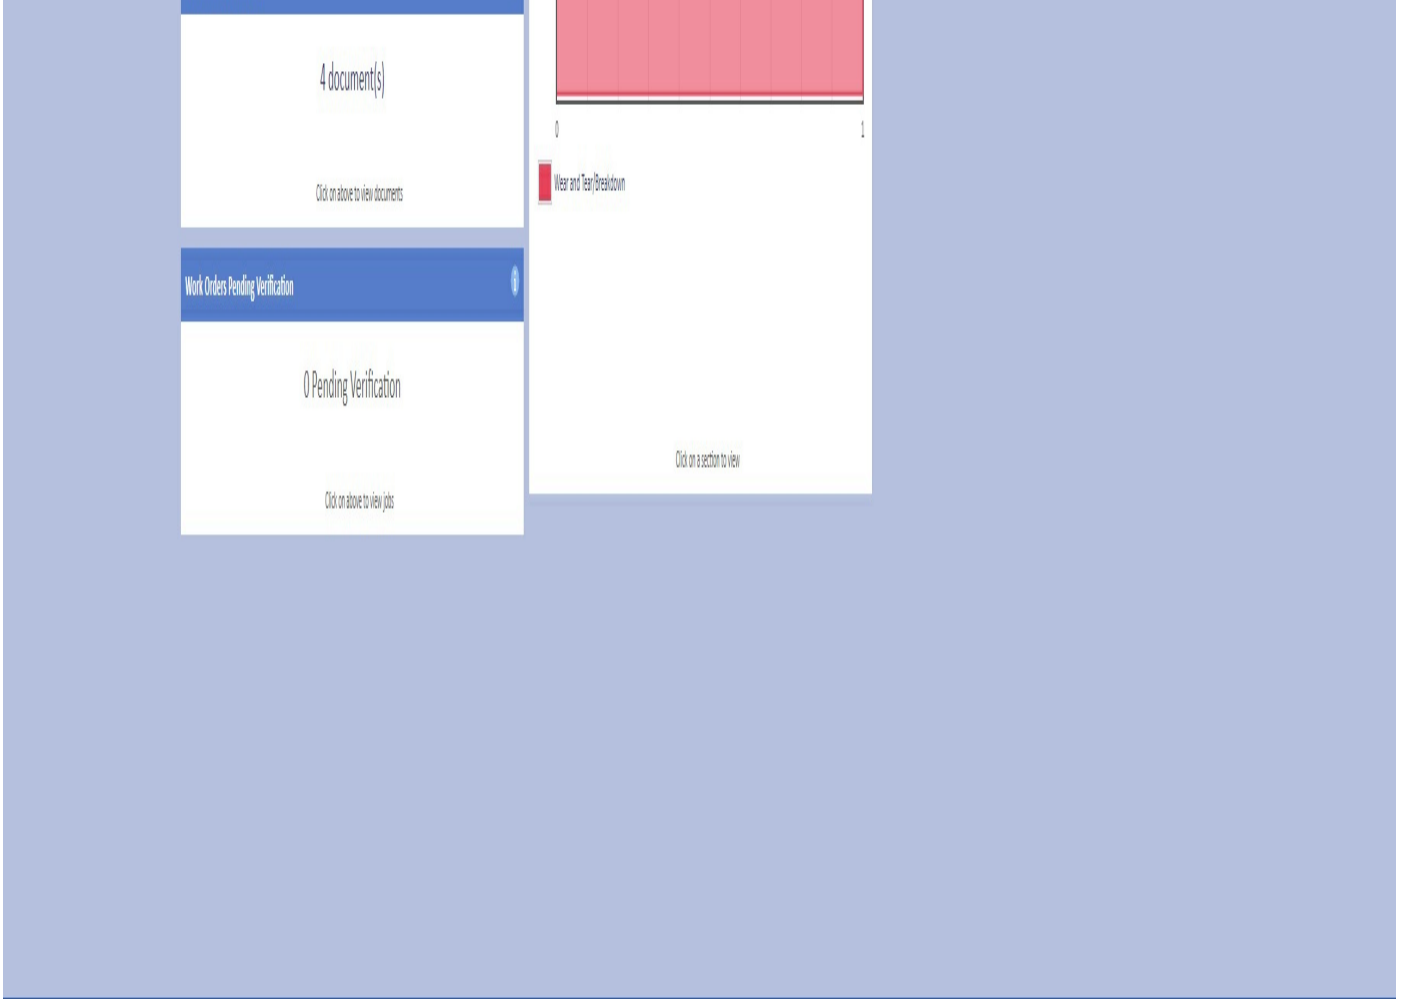 4 document(s)
Click on above to view documents
Work Orders Pending Verification
0 Pending Verification
Click on above to view jobs
0
1
Wear and Tear/Breakdown
Click on a section to view